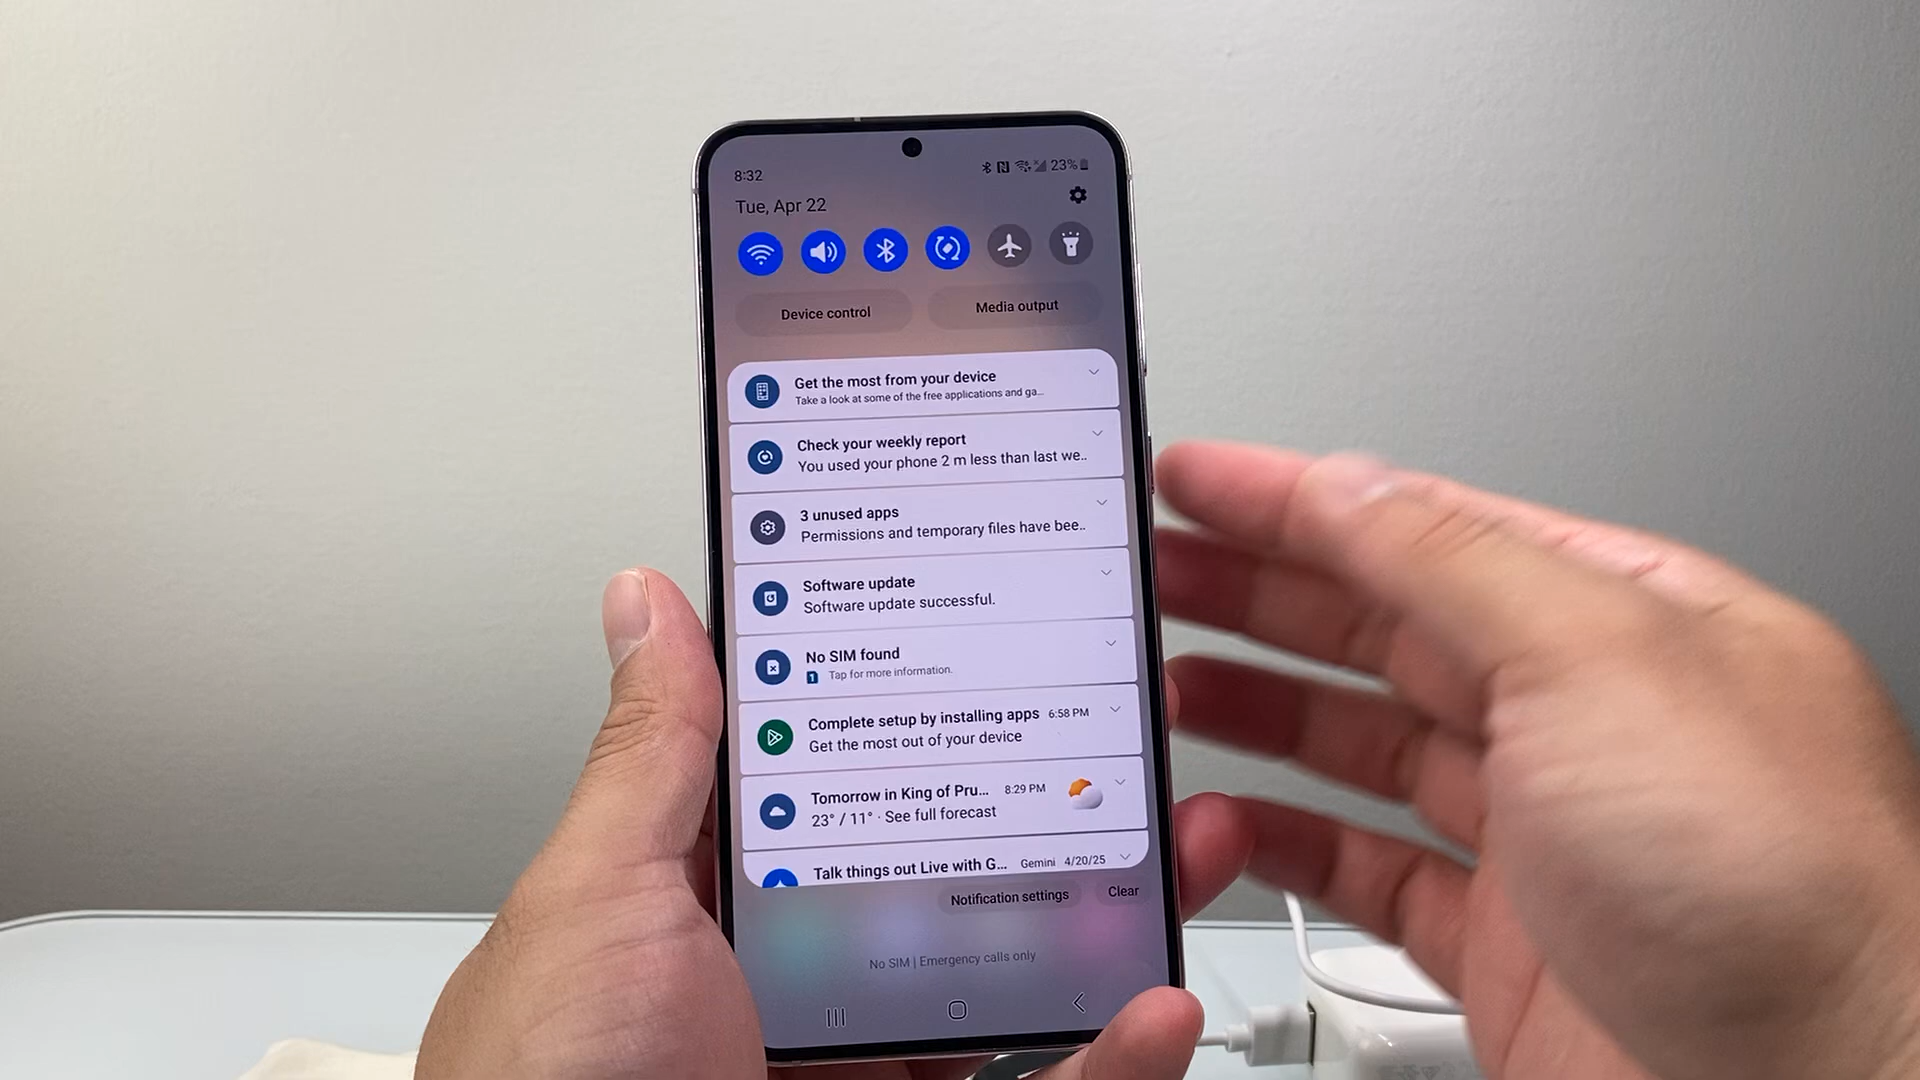 8:32
23%
Tue, Apr 22
Device control
Media output
Get the most from your device
Take a look at some of the free applications and ga...
Check your weekly report
You used your phone 2 m less than last we..
3 unused apps
Permissions and temporary files have bee..
Software update
Software update successful.
No SIM found
1 Tap for more information.
Complete setup by installing apps 6:58 PM
Get the most out of your device
Tomorrow in King of Pru... 8:29 PM
23° / 11° · See full forecast
Talk things out Live with G... Gemini 4/20/25
Notification settings
Clear
No SIM | Emergency calls only